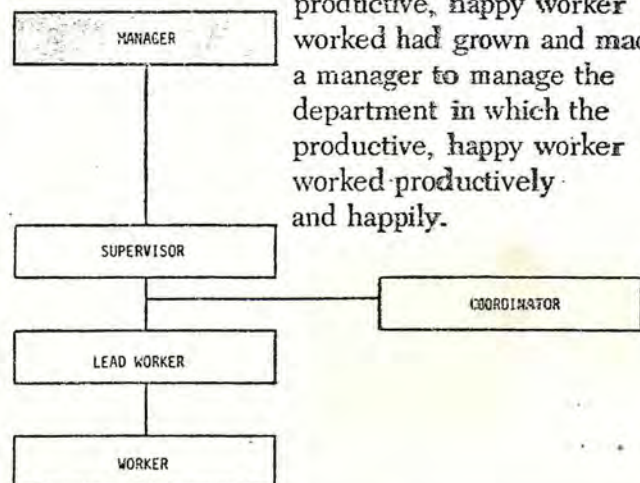 productive, happy worker
worked had grown and mad
a manager to manage the
department in which the
productive, happy worker
worked productively
and happily.
MANAGER
SUPERVISOR
COORDINATOR
LEAD WORKER
WORKER